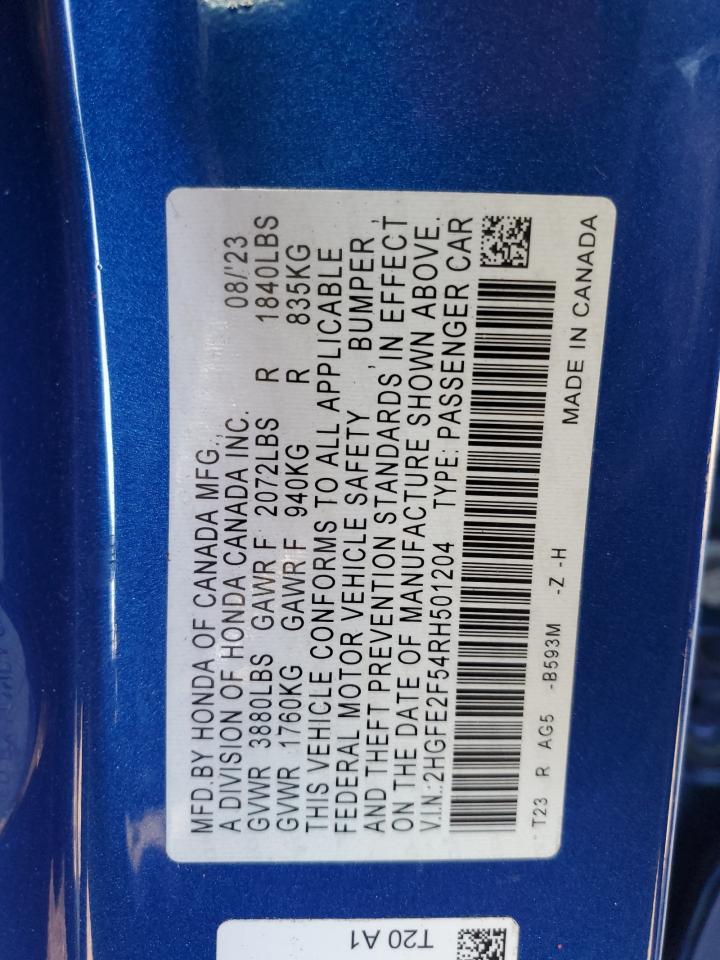 MFD.BY HONDA OF CANADA MFG.,
A DIVISION OF HONDA CANADA INC. 08/'23
GVWR 3880LBS GAWR F 2072LBS R 1840LBS
GVWR 1760KG GAWR F 940KG R 835KG
THIS VEHICLE CONFORMS TO ALL APPLICABLE
FEDERAL MOTOR VEHICLE SAFETY , BUMPER ,
AND THEFT PREVENTION STANDARDS IN EFFECT
ON THE DATE OF MANUFACTURE SHOWN ABOVE.
V.I.N.:2HGFE2F54RH501204 TYPE: PASSENGER CAR
T23 R AG5 -B593M -Z -H MADE IN CANADA
T20 A1